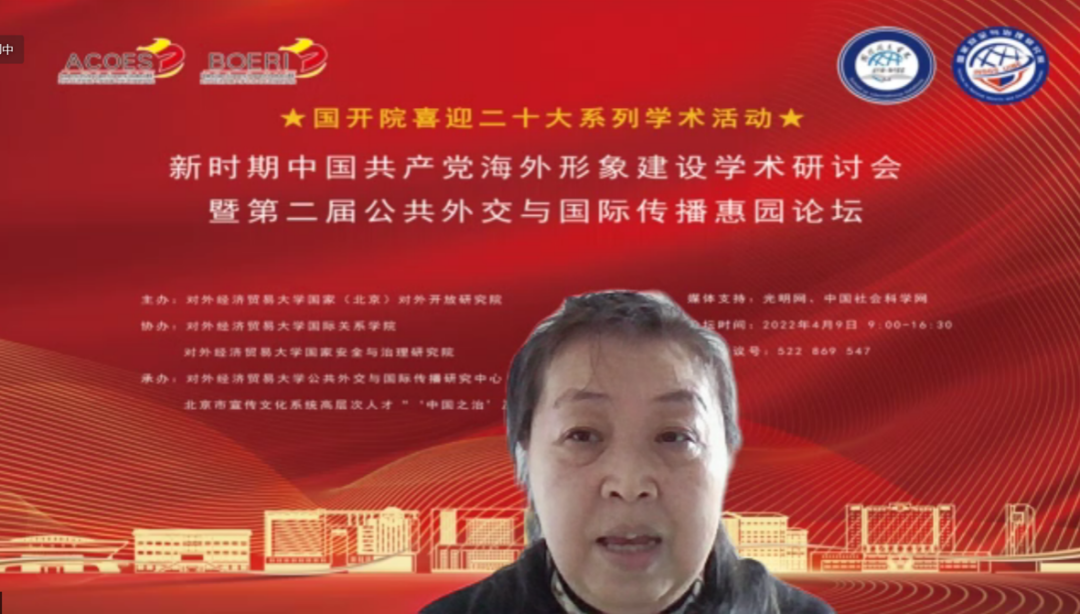 中
ACOES BOERI
★国开院喜迎二十大系列学术活动★
新时期中国共产党海外形象建设学术研讨会
暨第二届公共外交与国际传播惠园论坛
主办：对外经济贸易大学国家（北京）对外开放研究院
协办：对外经济贸易大学国际关系学院
对外经济贸易大学国家安全与治理研究院
承办：对外经济贸易大学公共外交与国际传播研究中心
北京市宣传文化系统高层次人才“‘中国之治’
媒体支持：光明网、中国社会科学网
坛时间：2022年4月9日 9:00-16:30
议号：522 869 547